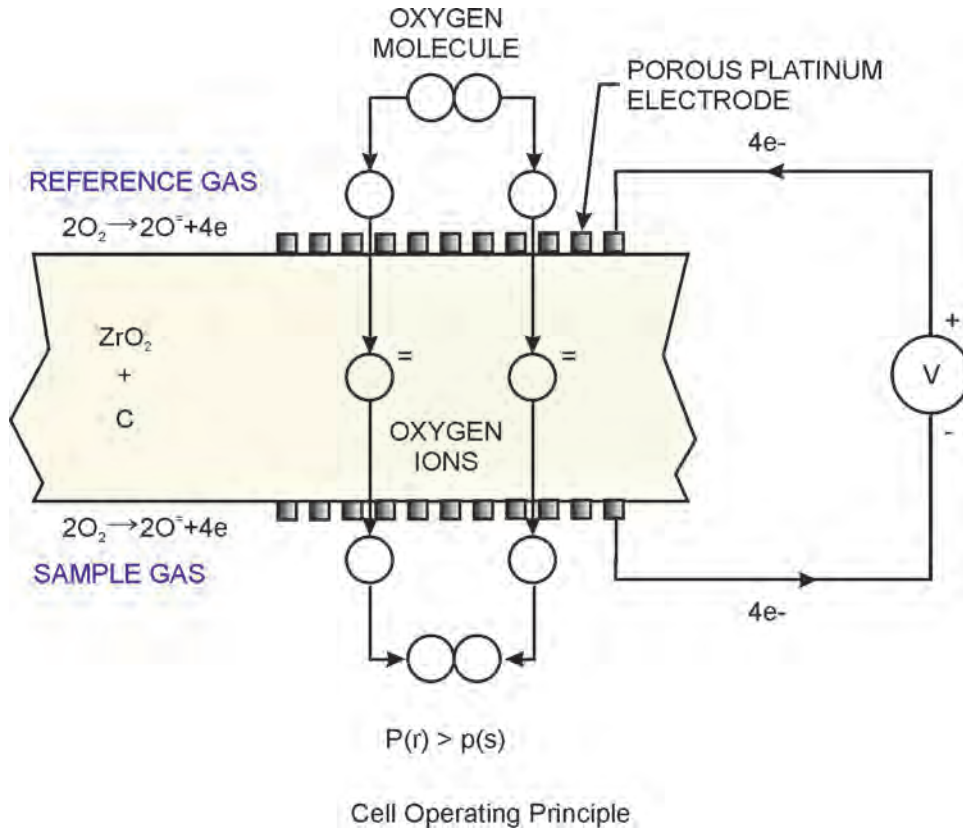 OXYGEN
MOLECULE
POROUS PLATINUM
ELECTRODE
4e-
REFERENCE GAS
2O₂→2O⁼+4e
ZrO₂
+
C
=
=
OXYGEN
IONS
+
V
-
2O₂→2O⁼+4e
SAMPLE GAS
4e-
P(r) > p(s)
Cell Operating Principle